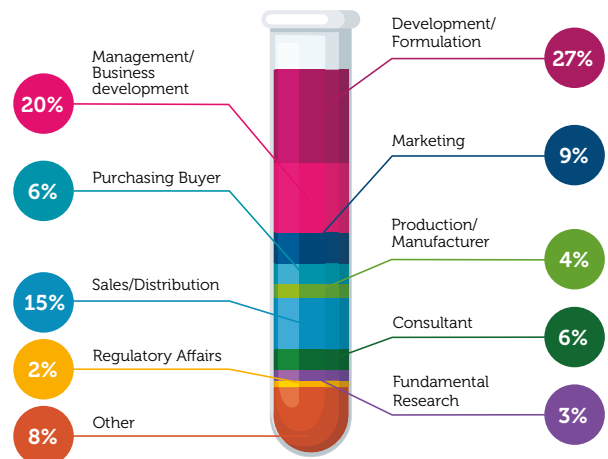 Management/
Business
development
20%
Purchasing Buyer
6%
Sales/Distribution
15%
Regulatory Affairs
2%
Other
8%
Development/
Formulation
27%
Marketing
9%
Production/
Manufacturer
4%
Consultant
6%
Fundamental
Research
3%